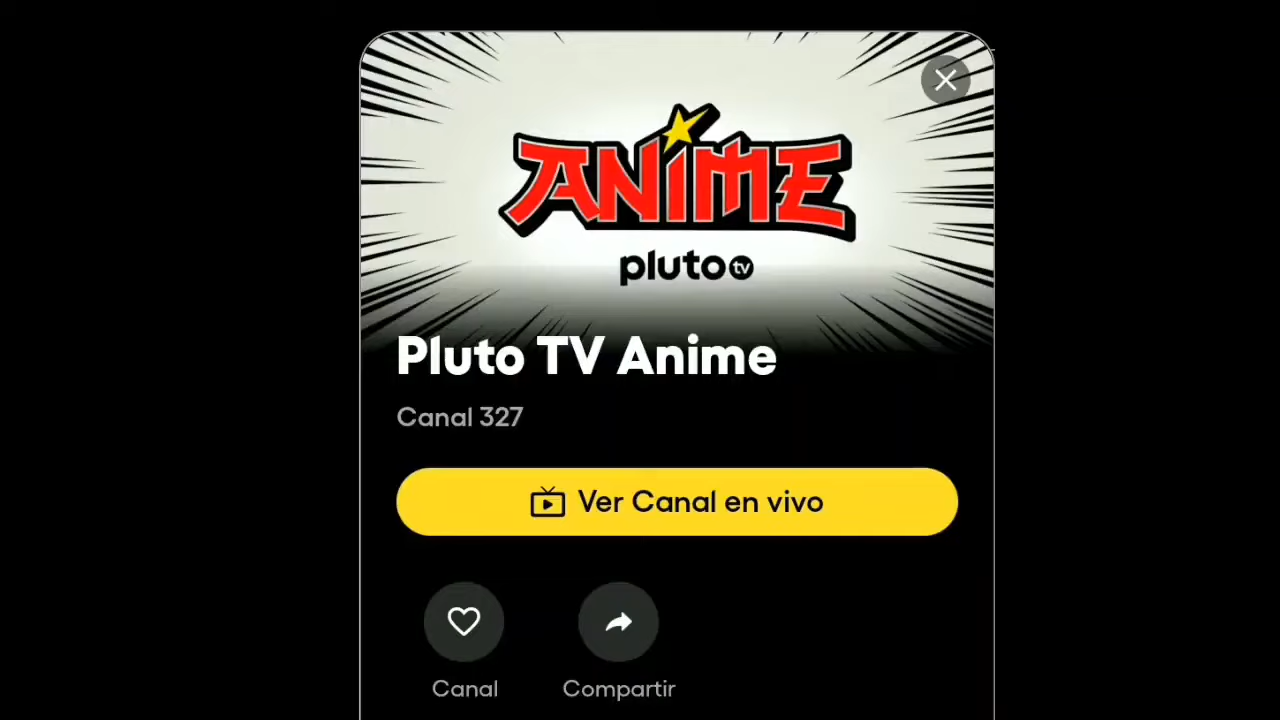 ANIME
pluto tv
Pluto TV Anime
Canal 327
Ver Canal en vivo
Canal
Compartir